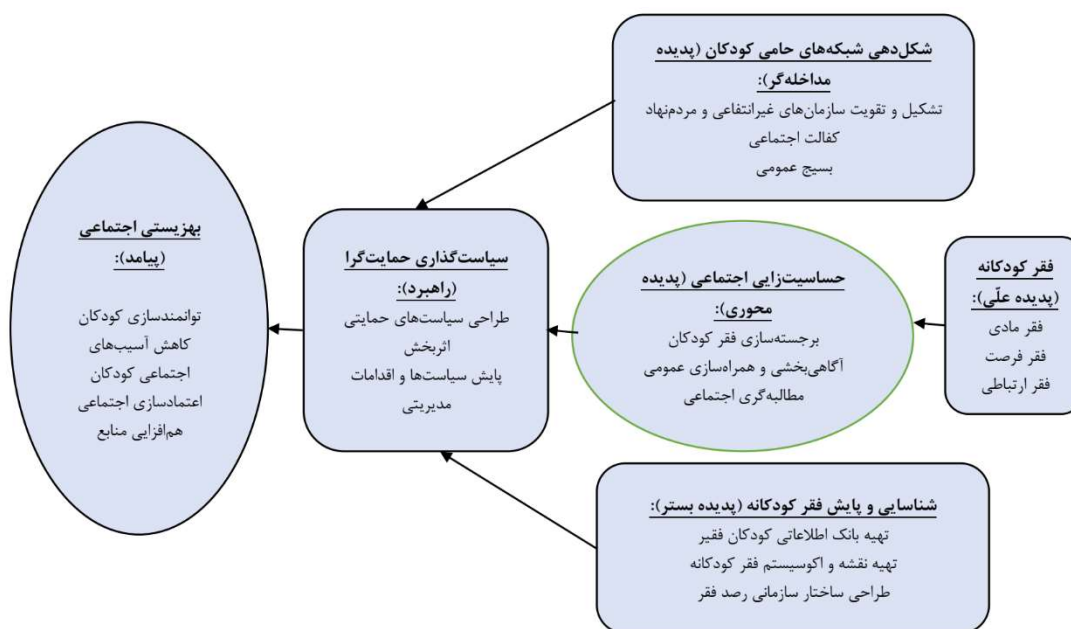 شکل‌دهی شبکه‌های حامی کودکان (پدیده
مداخله‌گر):
تشکیل و تقویت سازمان‌های غیرانتفاعی و مردم‌نهاد
کفالت اجتماعی
بسیج عمومی
فقر کودکانه
(پدیده علّی):
فقر مادی
فقر فرصت
فقر ارتباطی
حساسیت‌زایی اجتماعی (پدیده
محوری):
برجسته‌سازی فقر کودکان
آگاهی‌بخشی و همراه‌سازی عمومی
مطالبه‌گری اجتماعی
سیاست‌گذاری حمایت‌گرا
(راهبرد):
طراحی سیاست‌های حمایتی
اثربخش
پایش سیاست‌ها و اقدامات
مدیریتی
بهزیستی اجتماعی
(پیامد):
توانمندسازی کودکان
کاهش آسیب‌های
اجتماعی کودکان
اعتمادسازی اجتماعی
هم‌افزایی منابع
شناسایی و پایش فقر کودکانه (پدیده بستر):
تهیه بانک اطلاعاتی کودکان فقیر
تهیه نقشه و اکوسیستم فقر کودکانه
طراحی ساختار سازمانی رصد فقر